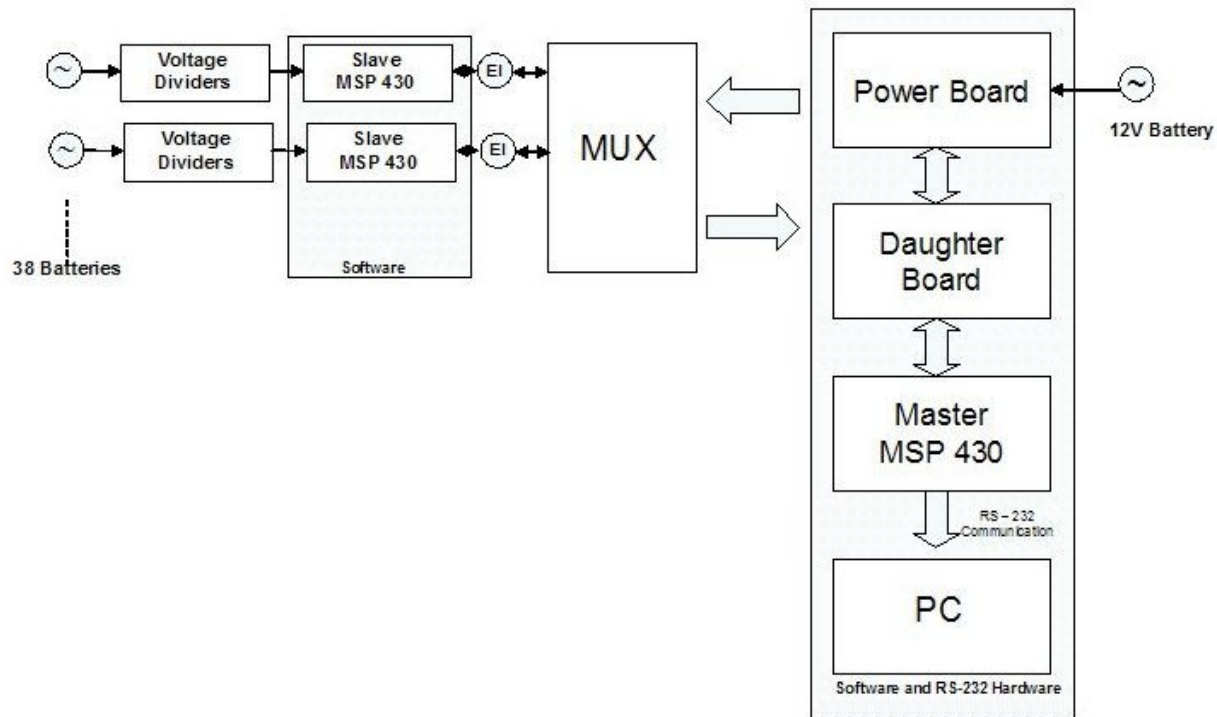 Voltage
Dividers
Slave
MSP 430
EI
Voltage
Dividers
Slave
MSP 430
EI
38 Batteries
Software
MUX
Power Board
12V Battery
Daughter
Board
Master
MSP 430
RS – 232
Communication
PC
Software and RS-232 Hardware